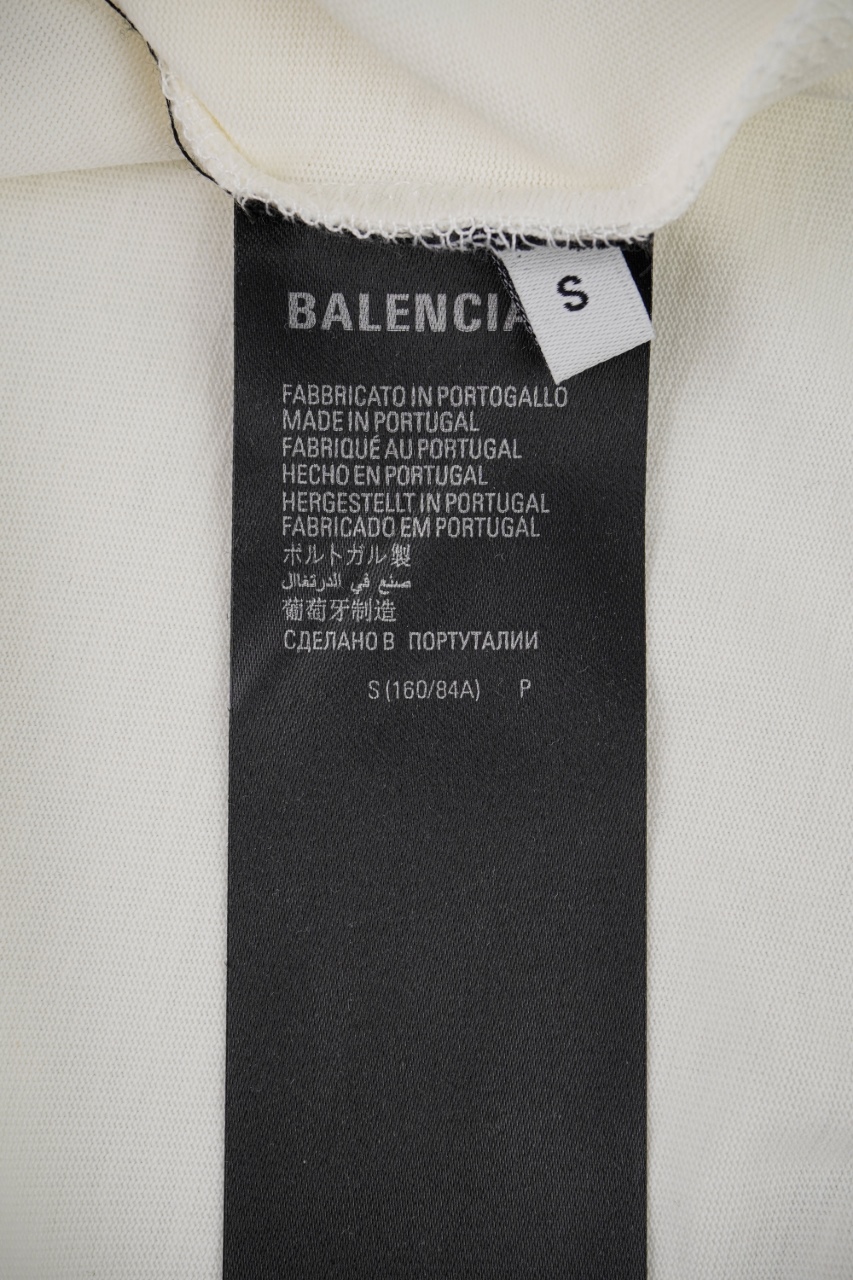 BALENCIA
S
FABBRICATO IN PORTOGALLO
MADE IN PORTUGAL
FABRIQUÉ AU PORTUGAL
HECHO EN PORTUGAL
HERGESTELLT IN PORTUGAL
FABRICADO EM PORTUGAL
ポルトガル製
صنع في الدرتغاال
葡萄牙制造
СДЕЛАНО В ПОРТУТАЛИИ
S (160/84A) P